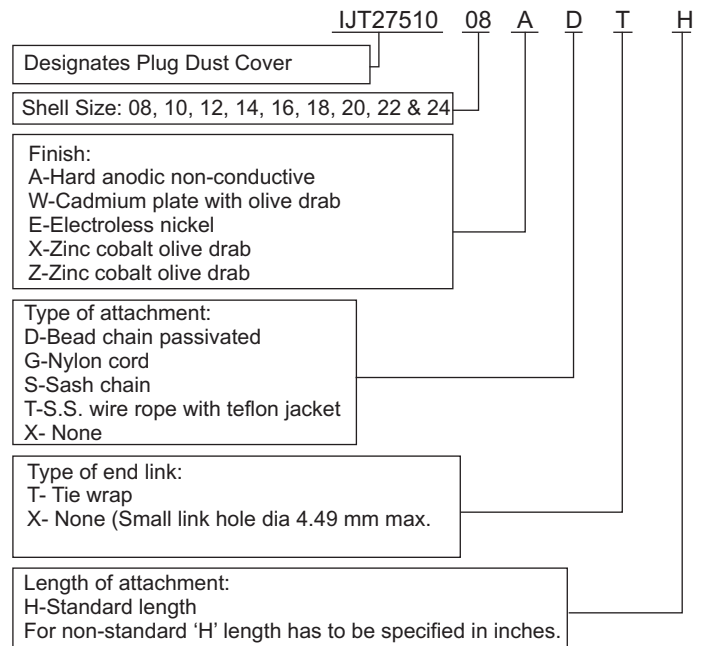 IJT27510 08 A D T H
Designates Plug Dust Cover
Shell Size: 08, 10, 12, 14, 16, 18, 20, 22 & 24
Finish:
A-Hard anodic non-conductive
W-Cadmium plate with olive drab
E-Electroless nickel
X-Zinc cobalt olive drab
Z-Zinc cobalt olive drab
Type of attachment:
D-Bead chain passivated
G-Nylon cord
S-Sash chain
T-S.S. wire rope with teflon jacket
X- None
Type of end link:
T- Tie wrap
X- None (Small link hole dia 4.49 mm max.
Length of attachment:
H-Standard length
For non-standard ‘H’ length has to be specified in inches.